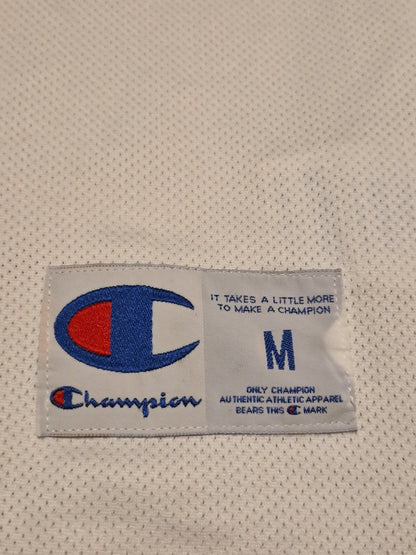 Champion
IT TAKES A LITTLE MORE
TO MAKE A CHAMPION
M
ONLY CHAMPION
AUTHENTIC ATHLETIC APPAREL
BEARS THIS C MARK